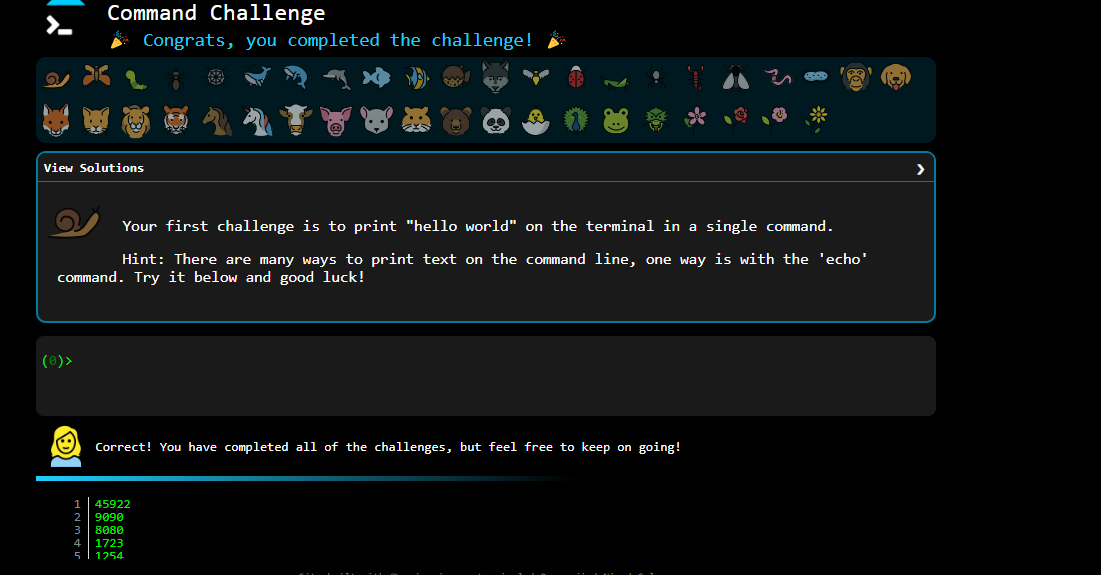 Command Challenge
🎉 Congrats, you completed the challenge! 🎉
View Solutions ❯
Your first challenge is to print "hello world" on the terminal in a single command.
Hint: There are many ways to print text on the command line, one way is with the 'echo'
command. Try it below and good luck!
(0)>
Correct! You have completed all of the challenges, but feel free to keep on going!
1 45922
2 9090
3 8080
4 1723
5 1254